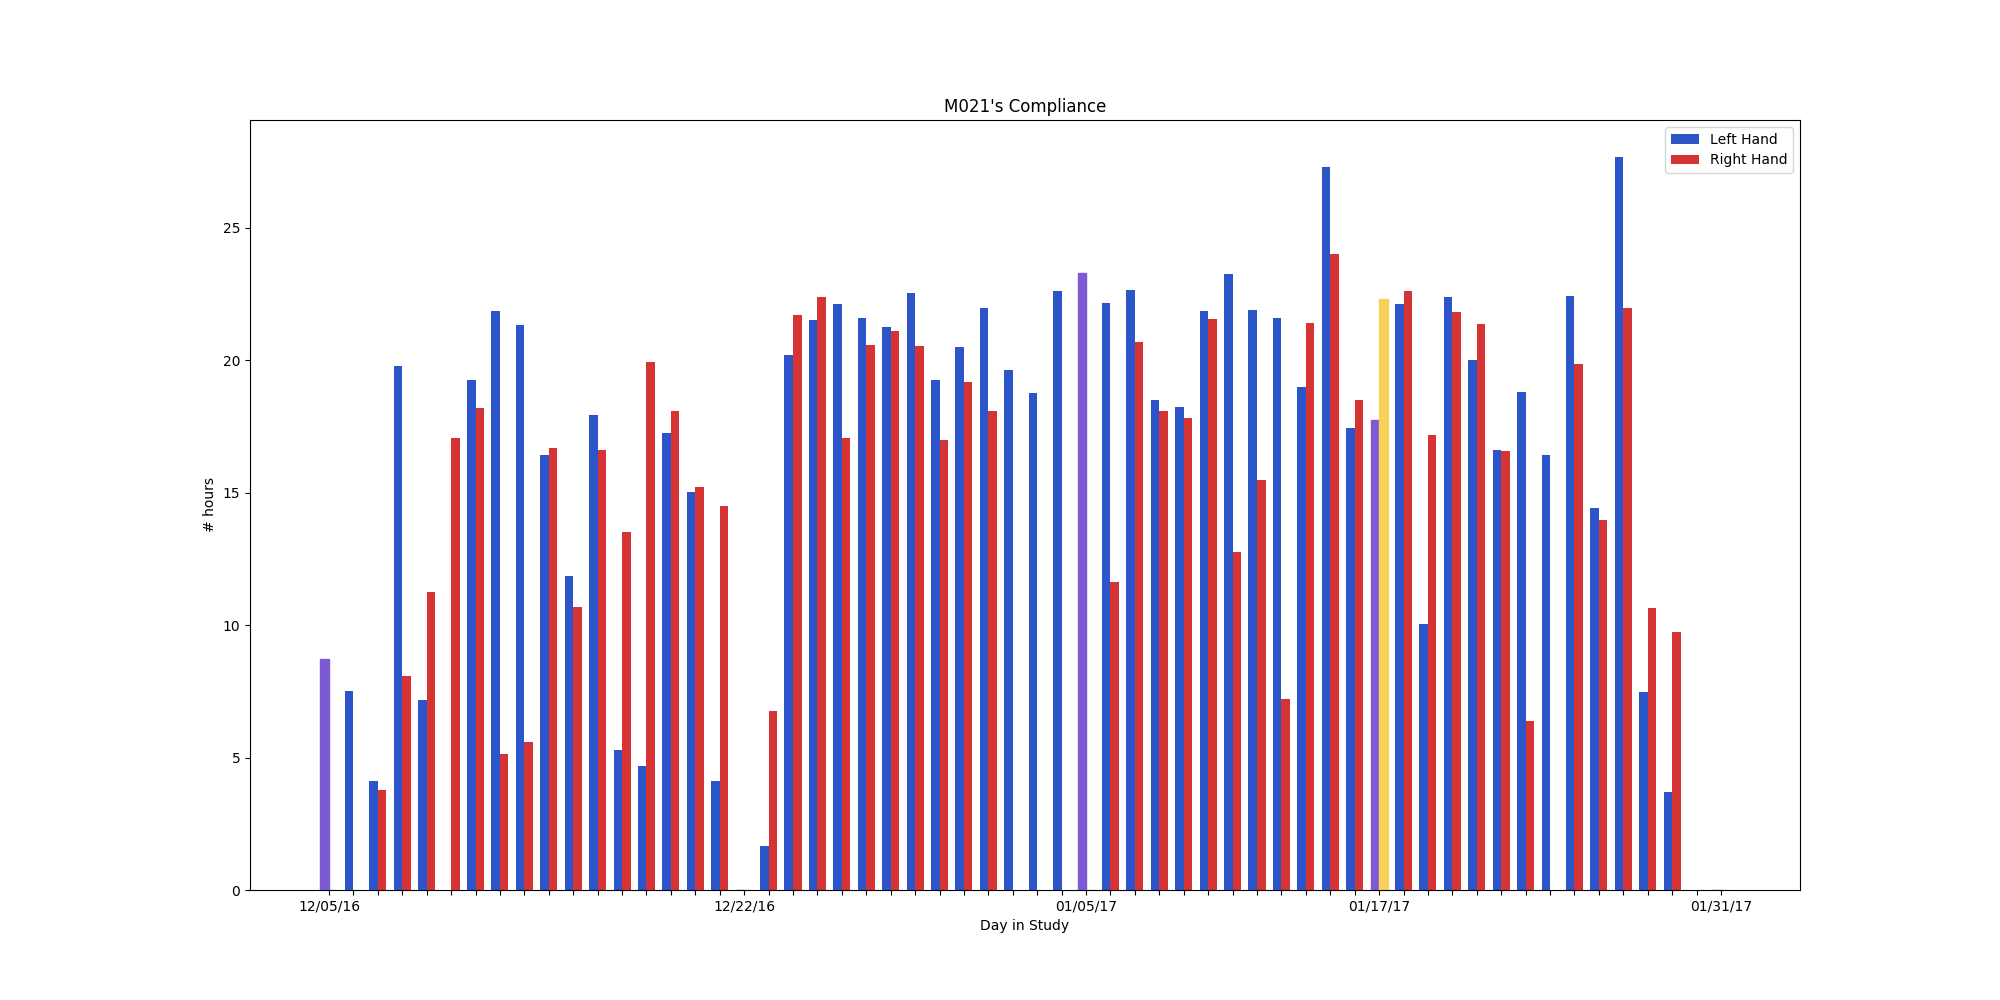 M021's Compliance
Left Hand
Right Hand
25
20
15
10
5
0
# hours
12/05/16 12/22/16 01/05/17 01/17/17 01/31/17
Day in Study